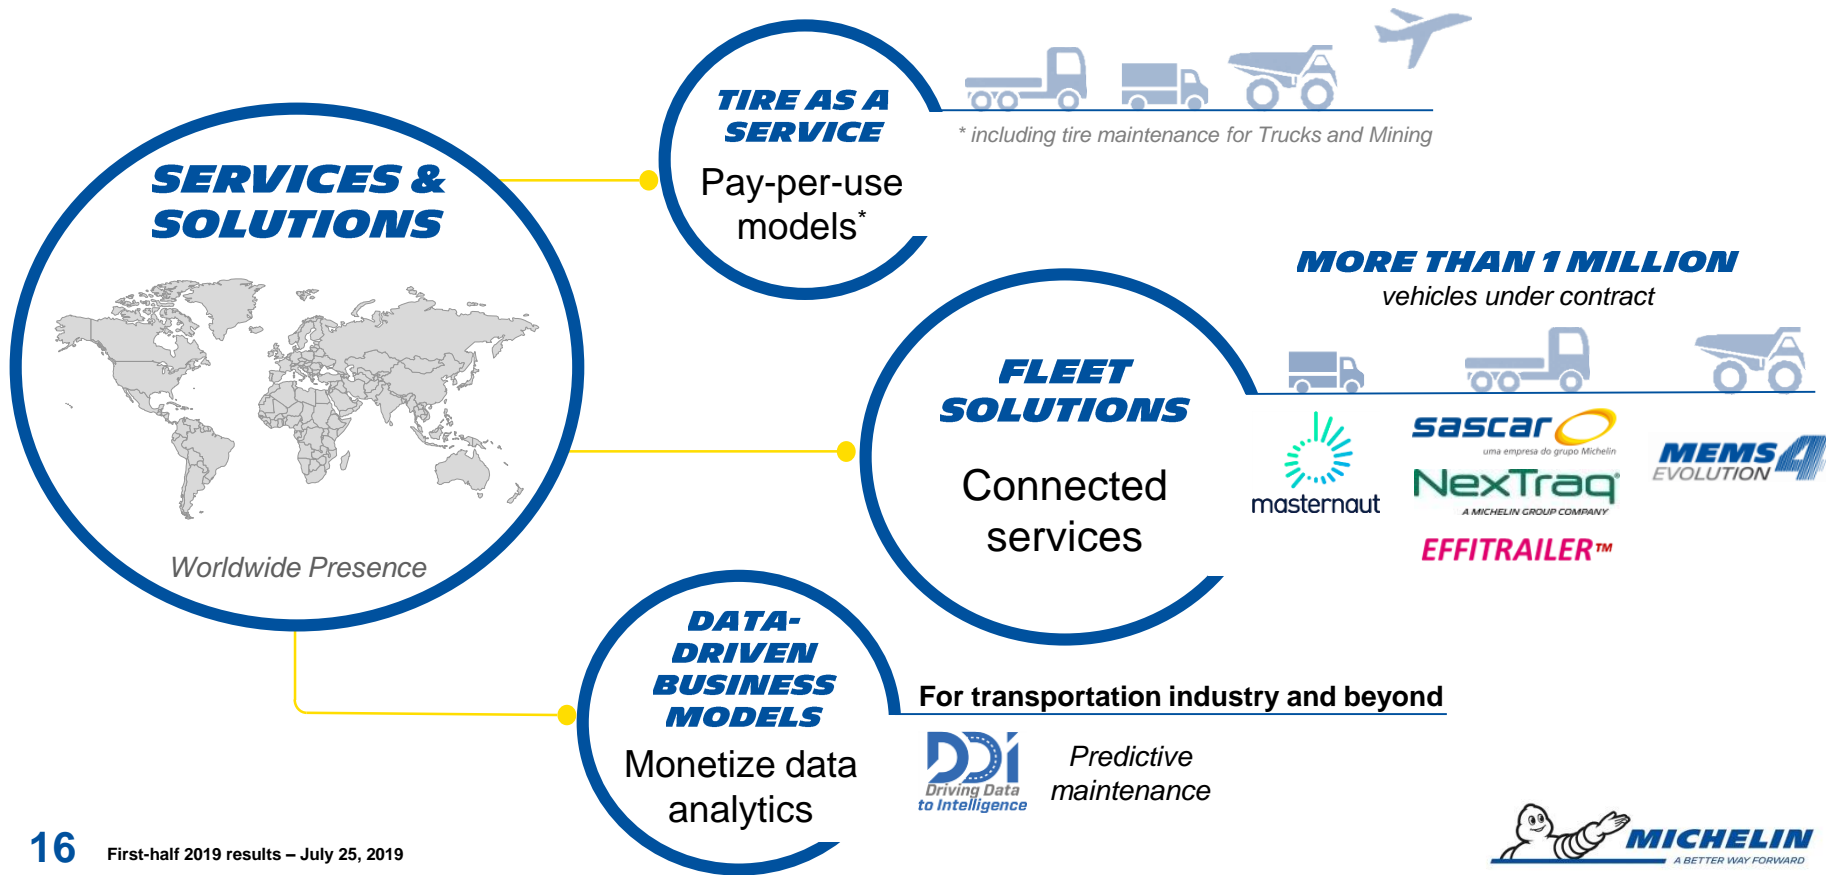 SERVICES &
SOLUTIONS
Worldwide Presence
TIRE AS A
SERVICE
Pay-per-use
models*
* including tire maintenance for Trucks and Mining
FLEET
SOLUTIONS
Connected
services
MORE THAN 1 MILLION
vehicles under contract
masternaut
sascar
uma empresa do grupo Michelin
NexTraq®
A MICHELIN GROUP COMPANY
EFFITRAILER™
MEMS 4
EVOLUTION
DATA-
DRIVEN
BUSINESS
MODELS
Monetize data
analytics
For transportation industry and beyond
DDi
Driving Data
to Intelligence
Predictive
maintenance
16
First-half 2019 results – July 25, 2019
MICHELIN
A BETTER WAY FORWARD